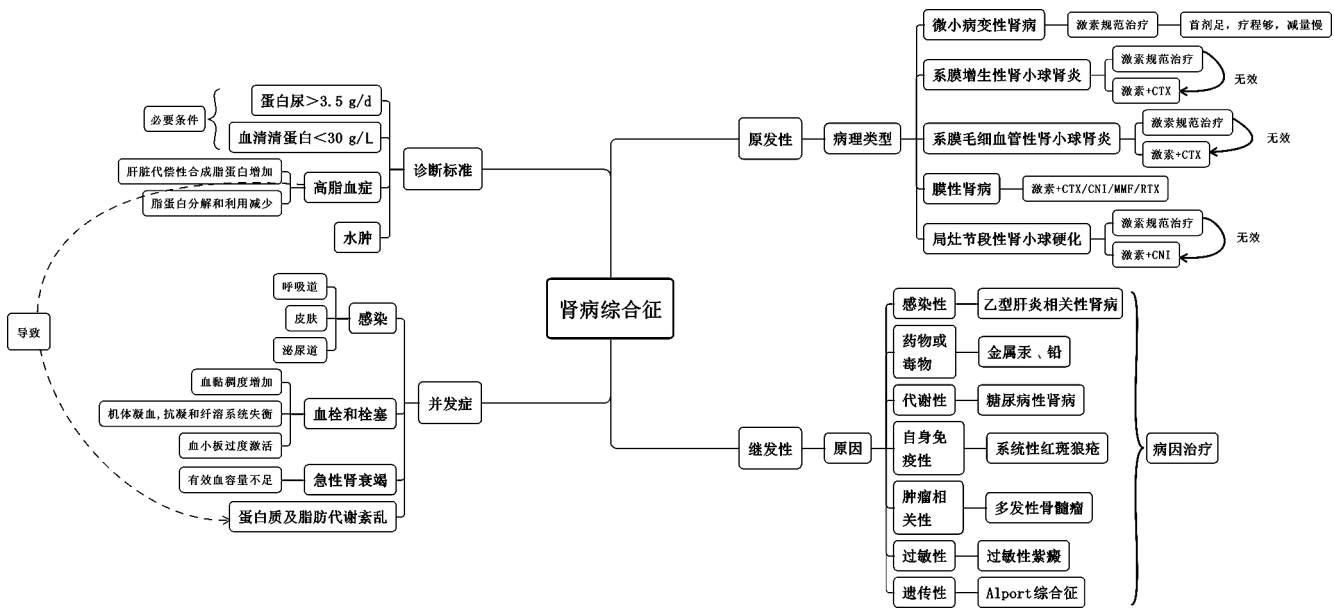 肾病综合征
诊断标准
蛋白尿＞3.5 g/d
血清清蛋白＜30 g/L
必要条件
高脂血症
肝脏代偿性合成脂蛋白增加
脂蛋白分解和利用减少
水肿
导致
并发症
感染
呼吸道
皮肤
泌尿道
血栓和栓塞
血黏稠度增加
机体凝血,抗凝和纤溶系统失衡
血小板过度激活
急性肾衰竭
有效血容量不足
蛋白质及脂肪代谢紊乱
原发性
病理类型
微小病变性肾病
激素规范治疗
首剂足，疗程够，减量慢
系膜增生性肾小球肾炎
激素规范治疗
激素+CTX
无效
系膜毛细血管性肾小球肾炎
激素规范治疗
激素+CTX
无效
膜性肾病
激素+CTX/CNI/MMF/RTX
局灶节段性肾小球硬化
激素规范治疗
激素+CNI
无效
继发性
原因
感染性
乙型肝炎相关性肾病
药物或
毒物
金属汞、铅
代谢性
糖尿病性肾病
自身免
疫性
系统性红斑狼疮
肿瘤相
关性
多发性骨髓瘤
过敏性
过敏性紫癜
遗传性
Alport综合征
病因治疗